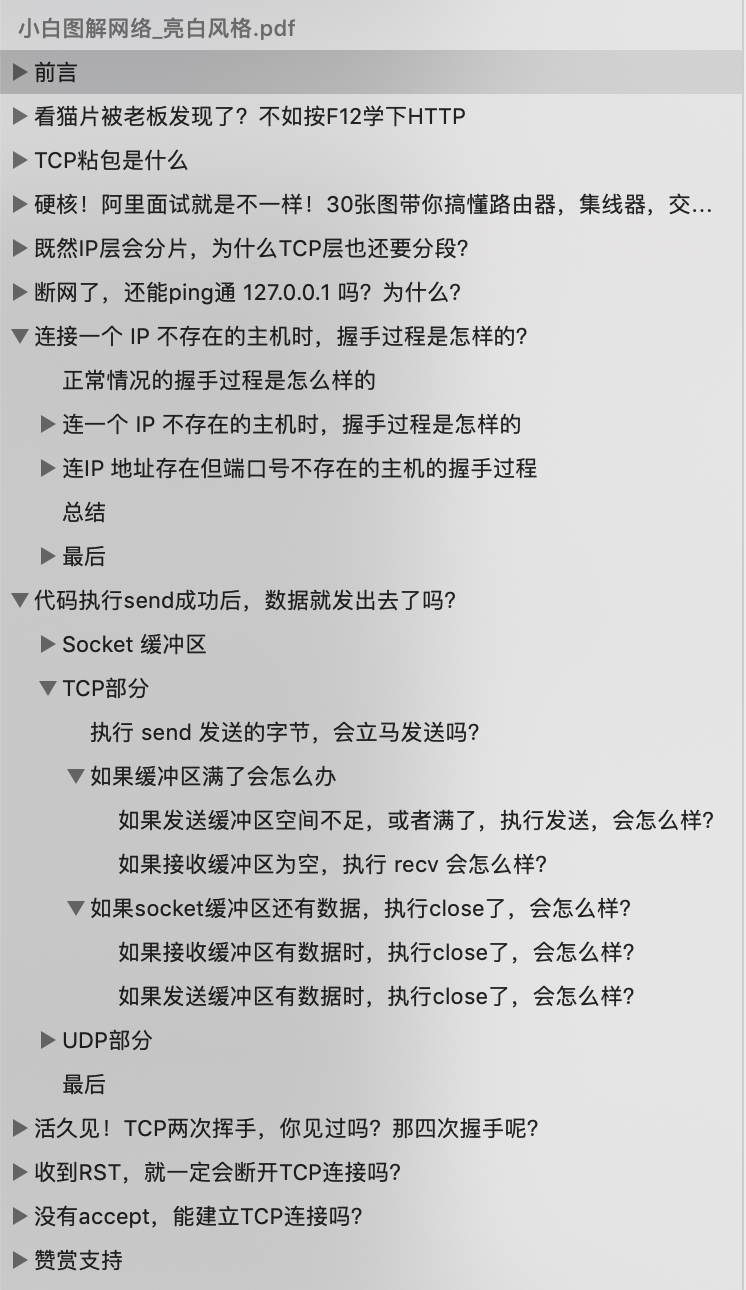 小白图解网络_亮白风格.pdf
前言
看猫片被老板发现了？不如按F12学下HTTP
TCP粘包是什么
硬核！阿里面试就是不一样！30张图带你搞懂路由器，集线器，交...
既然IP层会分片，为什么TCP层也还要分段?
断网了，还能ping通 127.0.0.1 吗？为什么?
连接一个 IP 不存在的主机时，握手过程是怎样的?
正常情况的握手过程是怎么样的
连一个 IP 不存在的主机时，握手过程是怎样的
连IP 地址存在但端口号不存在的主机的握手过程
总结
最后
代码执行send成功后，数据就发出去了吗?
Socket 缓冲区
TCP部分
执行 send 发送的字节，会立马发送吗?
如果缓冲区满了会怎么办
如果发送缓冲区空间不足，或者满了，执行发送，会怎么样?
如果接收缓冲区为空，执行 recv 会怎么样?
如果socket缓冲区还有数据，执行close了，会怎么样?
如果接收缓冲区有数据时，执行close了，会怎么样?
如果发送缓冲区有数据时，执行close了，会怎么样?
UDP部分
最后
活久见！TCP两次挥手，你见过吗？那四次握手呢?
收到RST，就一定会断开TCP连接吗?
没有accept，能建立TCP连接吗?
赞赏支持